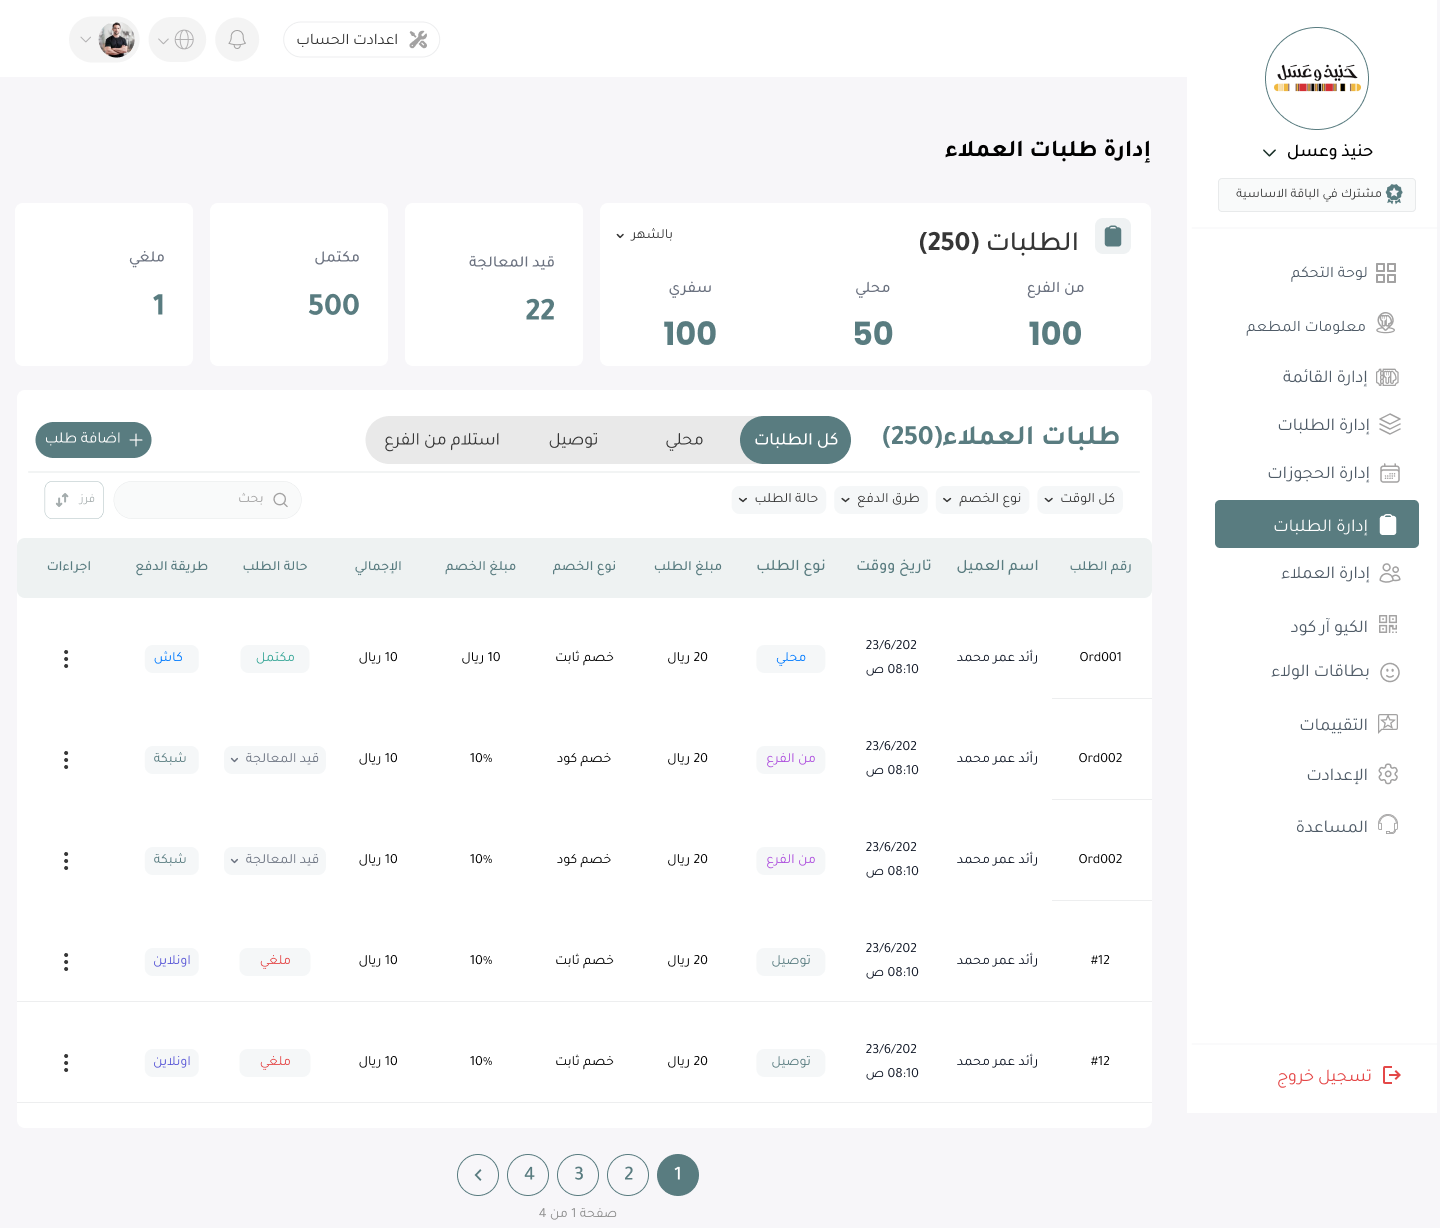 اعدادت الحساب
حَنيذ وعَسَل
حنيذ وعسل
مشترك في الباقة الاساسية
لوحة التحكم
معلومات المطعم
إدارة القائمة
إدارة الطلبات
إدارة الحجوزات
إدارة الطلبات
إدارة العملاء
الكيو آر كود
بطاقات الولاء
التقييمات
الإعدادت
المساعدة
تسجيل خروج
إدارة طلبات العملاء
الطلبات (250)
بالشهر
من الفرع
محلي
سفري
100
50
100
قيد المعالجة
22
مكتمل
500
ملغي
1
طلبات العملاء(250)
كل الطلبات
محلي
توصيل
استلام من الفرع
اضافة طلب
كل الوقت
نوع الخصم
طرق الدفع
حالة الطلب
بحث
فرز
رقم الطلب اسم العميل تاريخ ووقت نوع الطلب مبلغ الطلب نوع الخصم مبلغ الخصم الإجمالي حالة الطلب طريقة الدفع اجراءات
Ord001 رأئد عمر محمد 23/6/202 08:10 ص محلي 20 ريال خصم ثابت 10 ريال 10 ريال مكتمل كاش
Ord002 رأئد عمر محمد 23/6/202 08:10 ص من الفرع 20 ريال خصم كود 10% 10 ريال قيد المعالجة شبكة
Ord002 رأئد عمر محمد 23/6/202 08:10 ص من الفرع 20 ريال خصم كود 10% 10 ريال قيد المعالجة شبكة
#12 رأئد عمر محمد 23/6/202 08:10 ص توصيل 20 ريال خصم ثابت 10% 10 ريال ملغي اونلاين
#12 رأئد عمر محمد 23/6/202 08:10 ص توصيل 20 ريال خصم ثابت 10% 10 ريال ملغي اونلاين
1 2 3 4
صفحة 1 من 4